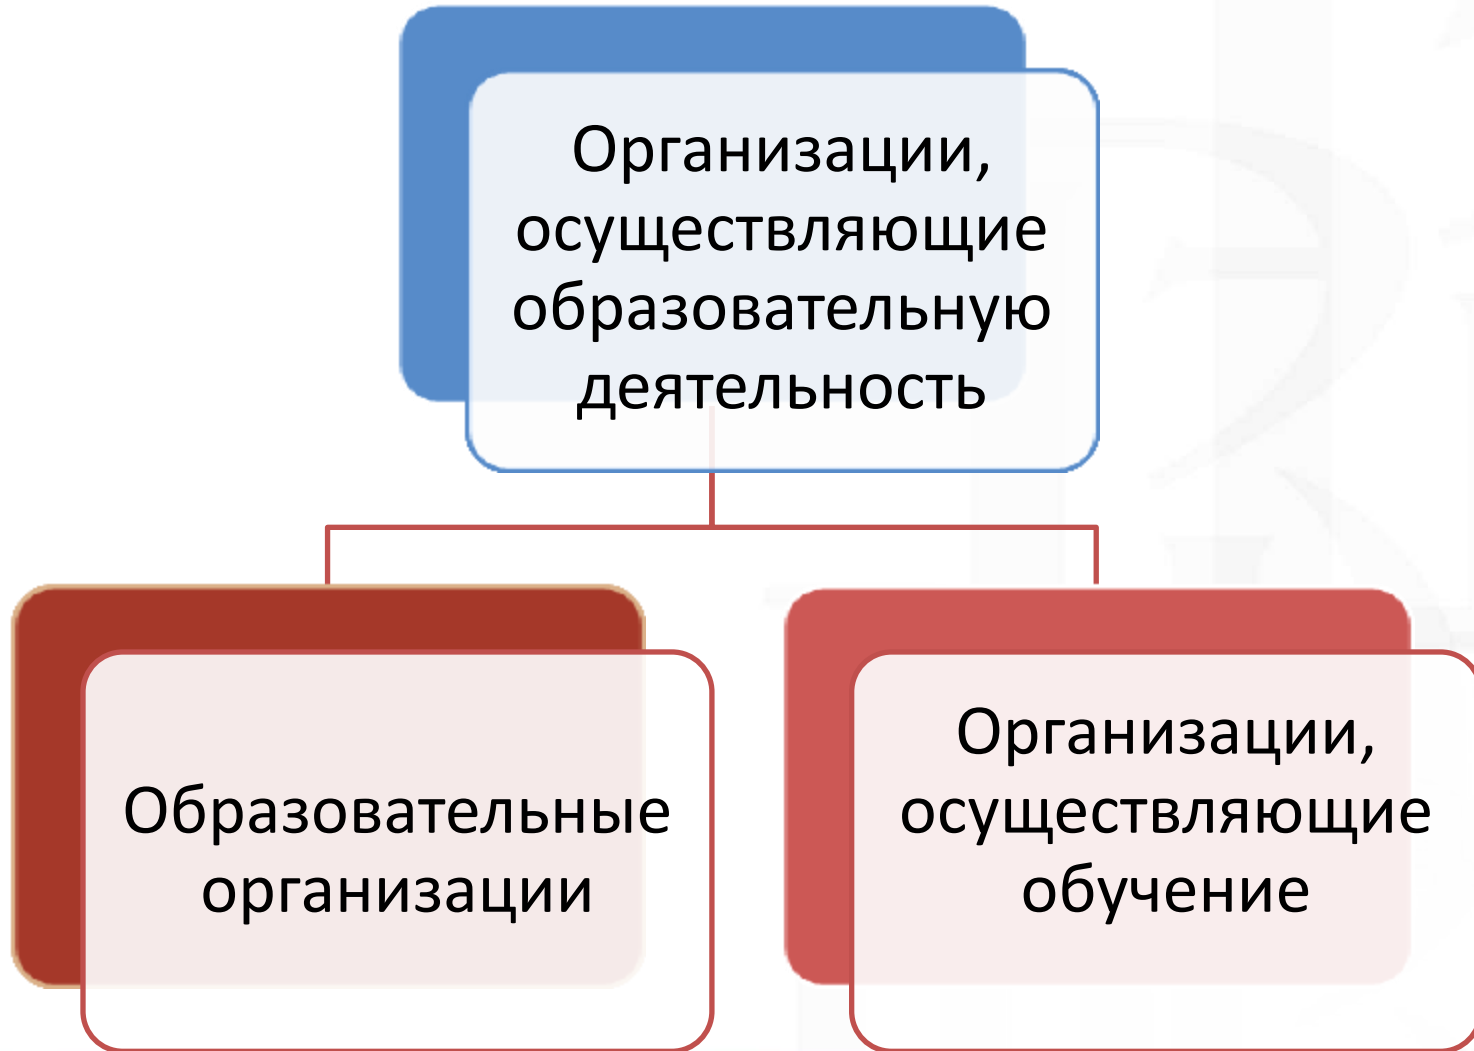 Организации,
осуществляющие
образовательную
деятельность
Образовательные
организации
Организации,
осуществляющие
обучение